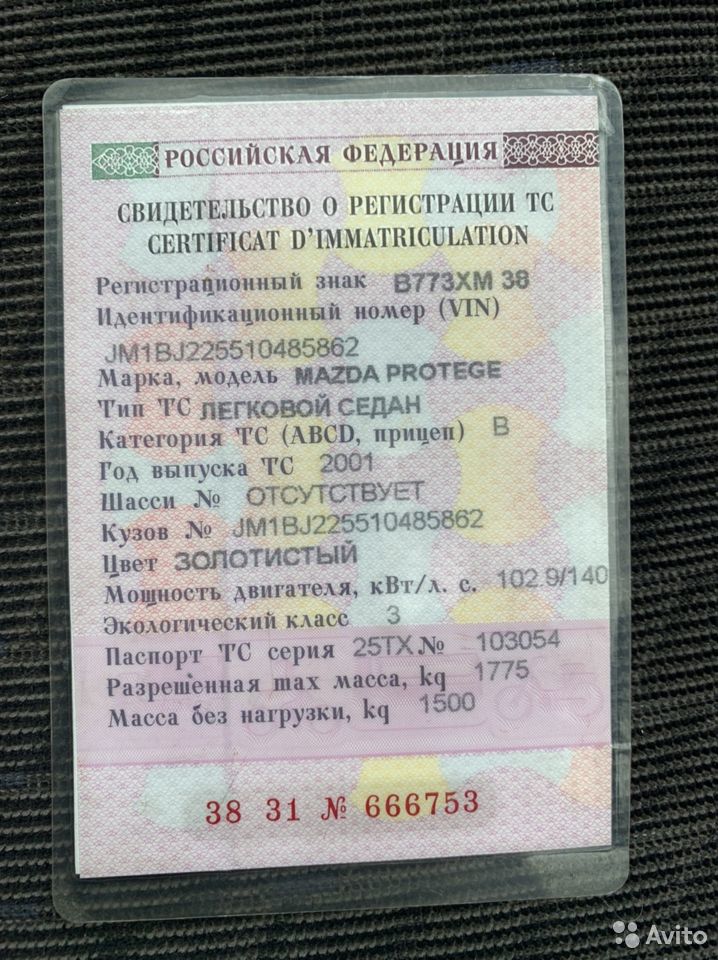 РОССИЙСКАЯ ФЕДЕРАЦИЯ
СВИДЕТЕЛЬСТВО О РЕГИСТРАЦИИ ТС
CERTIFICAT D'IMMATRICULATION
Регистрационный знак В773ХМ 38
Идентификационный номер (VIN)
JM1BJ225510485862
Марка, модель MAZDA PROTEGE
Тип ТС ЛЕГКОВОЙ СЕДАН
Категория ТС (ABCD, прицеп) B
Год выпуска ТС 2001
Шасси № ОТСУТСТВУЕТ
Кузов № JM1BJ225510485862
Цвет ЗОЛОТИСТЫЙ
Мощность двигателя, кВт/л. с. 102.9/140
Экологический класс 3
Паспорт ТС серия 25ТХ № 103054
Разрешенная max масса, kg 1775
Масса без нагрузки, kg 1500
38 31 № 666753
Avito